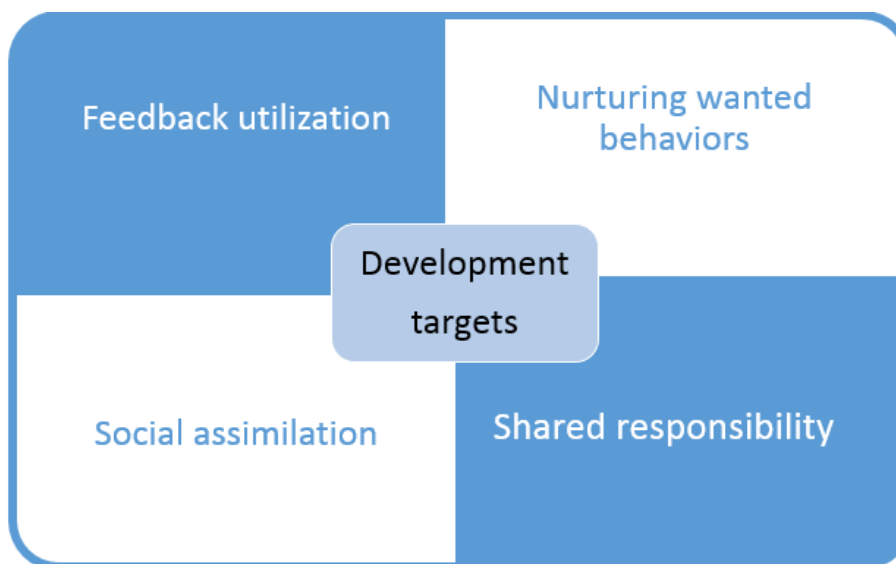 Feedback utilization
Nurturing wanted
behaviors
Development
targets
Social assimilation
Shared responsibility